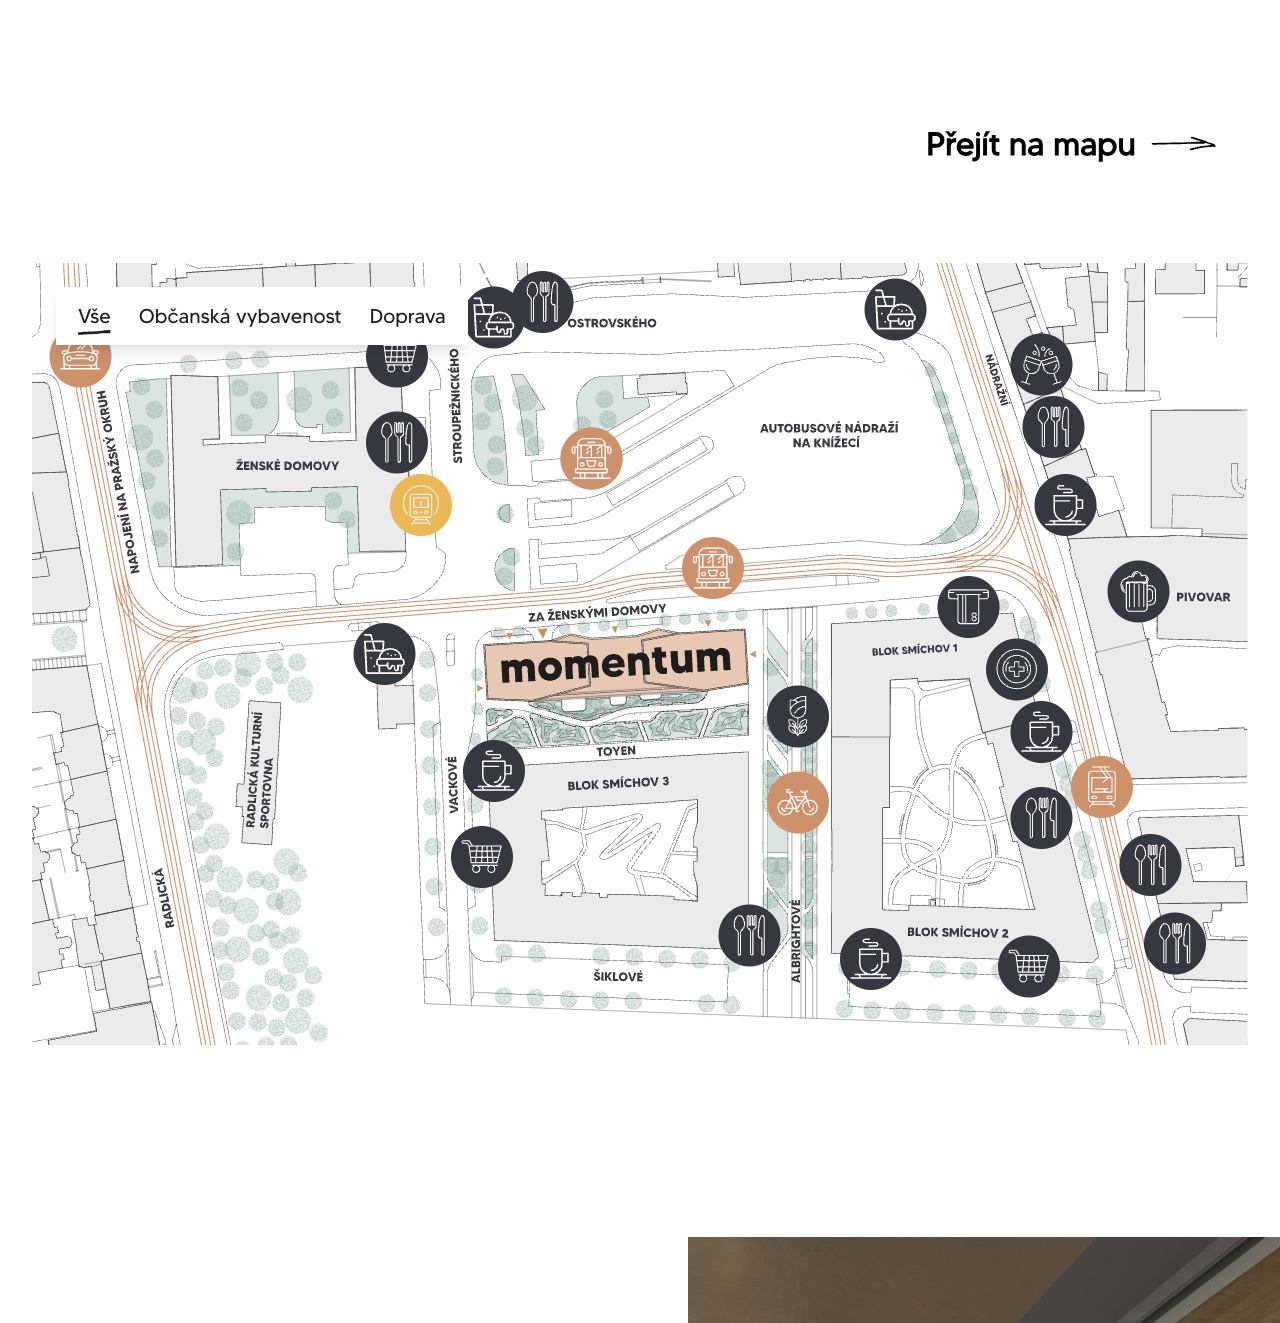 Přejít na mapu
Vše
Občanská vybavenost
Doprava
OSTROVSKÉHO
NÁDRAŽNÍ
STROUPEŽNICKÉHO
NAPOJENÍ NA PRAŽSKÝ OKRUH
AUTOBUSOVÉ NÁDRAŽÍ
NA KNÍŽECÍ
ŽENSKÉ DOMOVY
PIVOVAR
ZA ŽENSKÝMI DOMOVY
momentum
BLOK SMÍCHOV 1
TOYEN
RADLICKÁ KULTURNÍ
SPORTOVNA
VACKOVÉ
BLOK SMÍCHOV 3
RADLICKÁ
ALBRIGHTOVÉ
BLOK SMÍCHOV 2
ŠIKLOVÉ